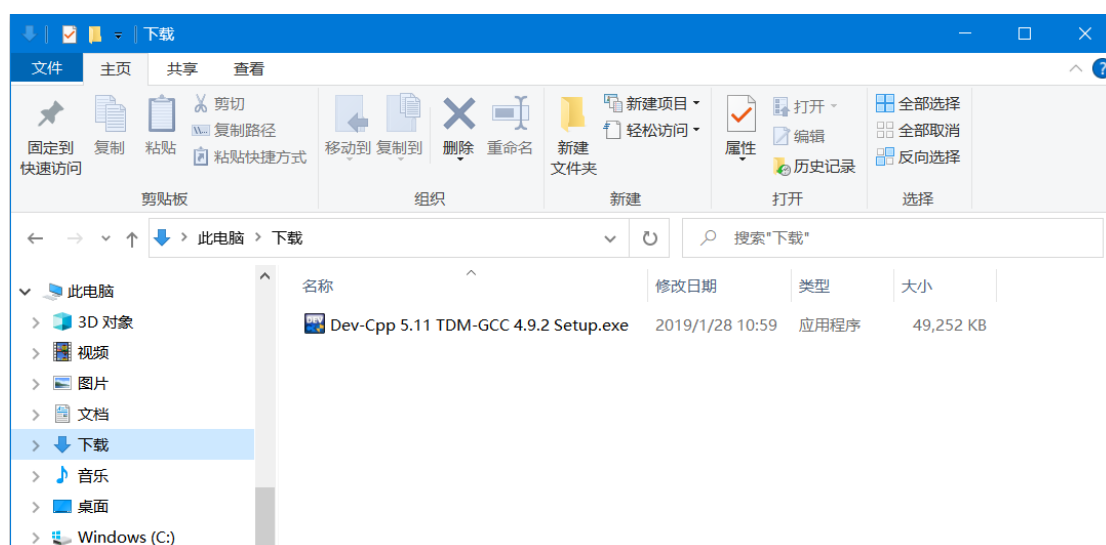 下载
文件 主页 共享 查看
固定到快速访问
复制
粘贴
剪切
复制路径
粘贴快捷方式
剪贴板
移动到 复制到 删除 重命名
组织
新建文件夹
新建项目
轻松访问
新建
属性
打开
编辑
历史记录
打开
全部选择
全部取消
反向选择
选择
此电脑 > 下载
搜索"下载"
此电脑
3D 对象
视频
图片
文档
下载
音乐
桌面
Windows (C:)
名称 修改日期 类型 大小
Dev-Cpp 5.11 TDM-GCC 4.9.2 Setup.exe 2019/1/28 10:59 应用程序 49,252 KB